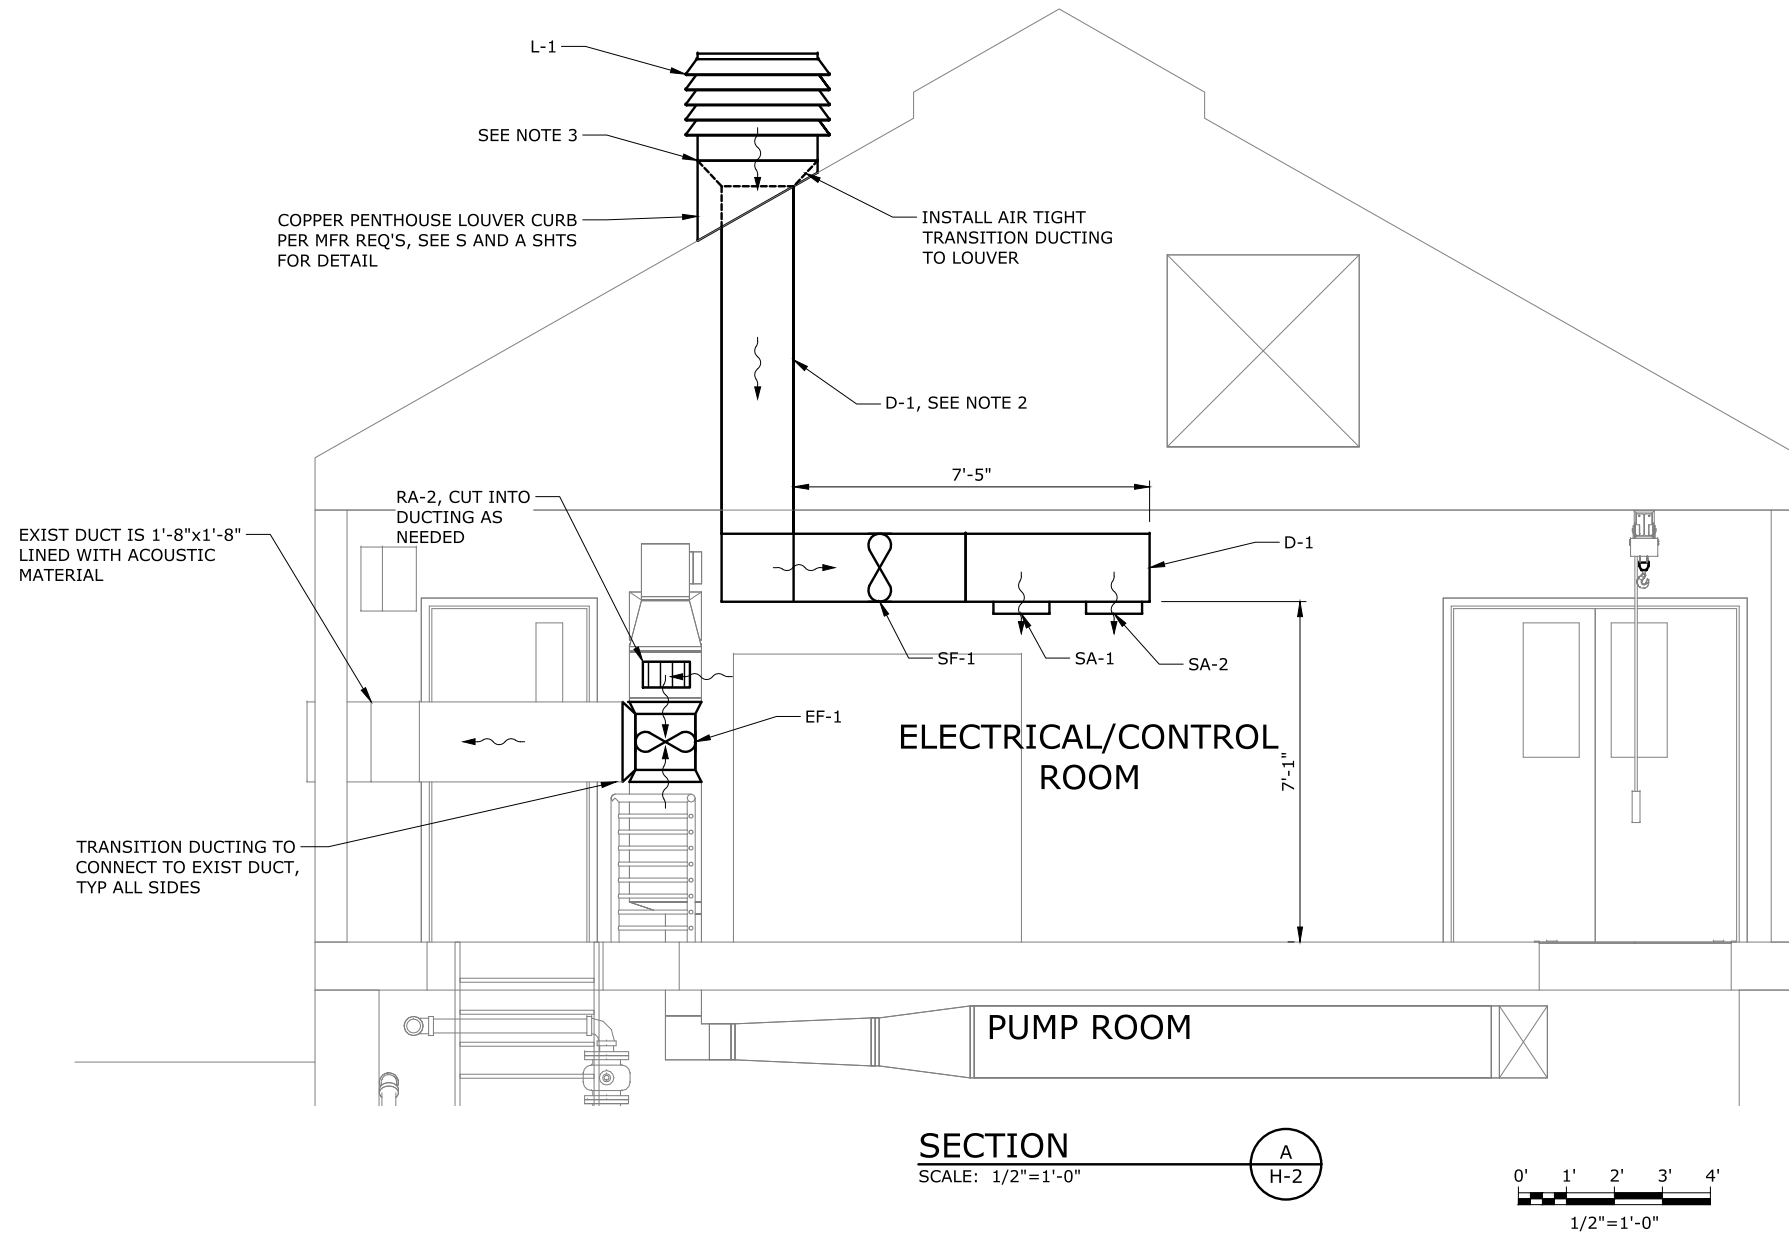 L-1
SEE NOTE 3
COPPER PENTHOUSE LOUVER CURB
PER MFR REQ'S, SEE S AND A SHTS
FOR DETAIL
INSTALL AIR TIGHT
TRANSITION DUCTING
TO LOUVER
D-1, SEE NOTE 2
7'-5"
RA-2, CUT INTO
DUCTING AS
NEEDED
EXIST DUCT IS 1'-8"x1'-8"
LINED WITH ACOUSTIC
MATERIAL
D-1
SF-1
SA-1
SA-2
EF-1
ELECTRICAL/CONTROL
ROOM
7'-1"
TRANSITION DUCTING TO
CONNECT TO EXIST DUCT,
TYP ALL SIDES
PUMP ROOM
SECTION
SCALE: 1/2"=1'-0"
A
H-2
0' 1' 2' 3' 4'
1/2"=1'-0"